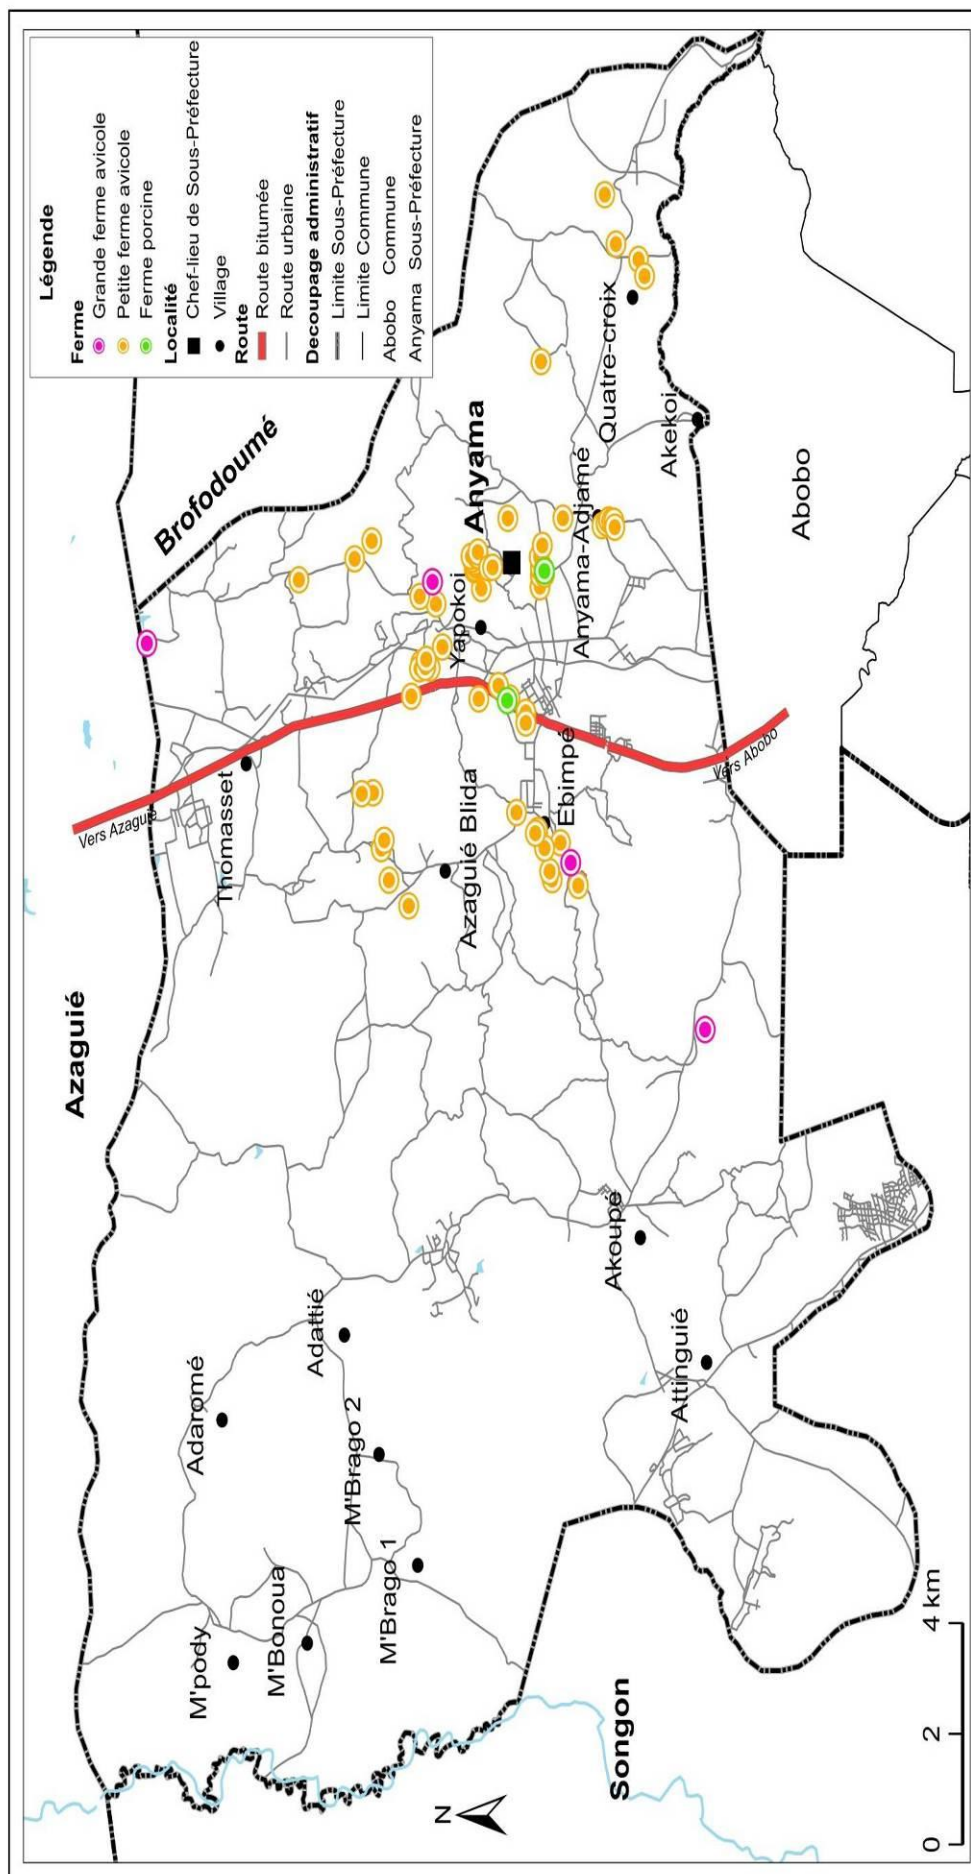 Légende
Ferme
Grande ferme avicole
Petite ferme avicole
Ferme porcine
Localité
Chef-lieu de Sous-Préfecture
Village
Route
Route bitumée
Route urbaine
Decoupage administratif
Limite Sous-Préfecture
Limite Commune
Abobo Commune
Anyama Sous-Préfecture
Azaguié
Brofodoumé
Vers Azaguié
Thomasset
Adaromé
M'pody
M'Bonoua
Adattié
M'Brago 2
M'Brago 1
Azaguié Blida
Yapokoi
Anyama
Ebimpé
Anyama-Adjamé
Quatre-croix
Akekoi
Akoupé
Attinguié
Vers Abobo
Abobo
Songon
N
0 2 4 km